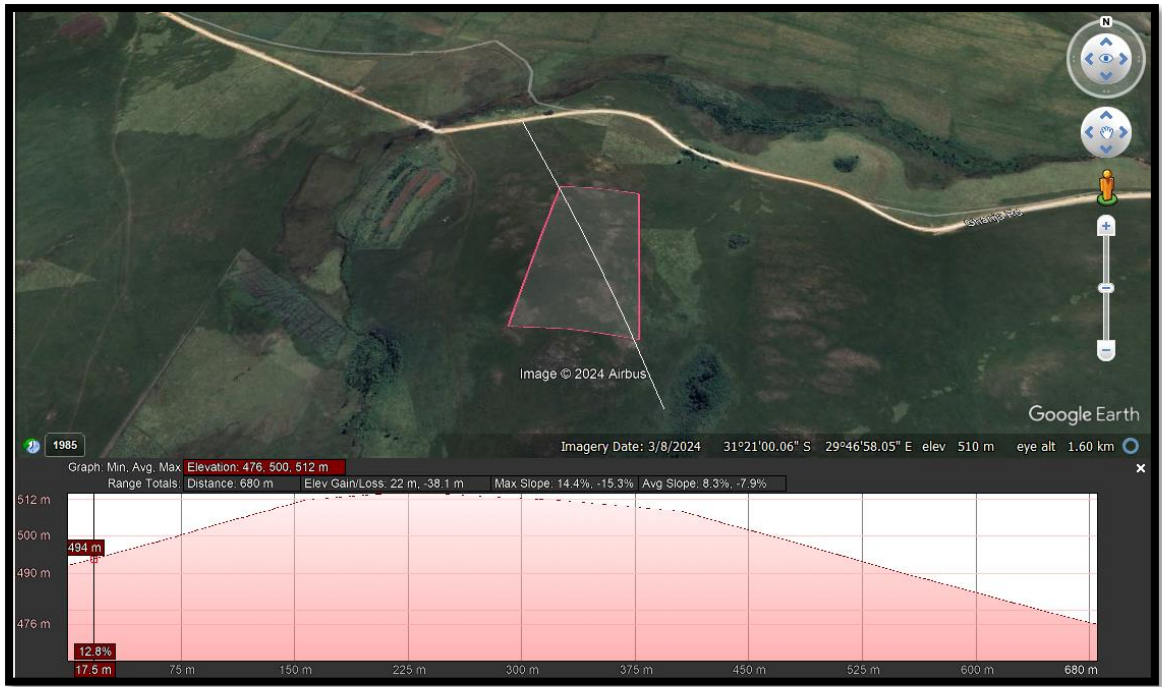 N
Gwanja Rd
Image © 2024 Airbus
Google Earth
1985
Imagery Date: 3/8/2024 31°21'00.06" S 29°46'58.05" E elev 510 m eye alt 1.60 km
Graph: Min, Avg, Max Elevation: 476, 500, 512 m
Range Totals: Distance: 680 m Elev Gain/Loss: 22 m, -38.1 m Max Slope: 14.4%, -15.3% Avg Slope: 8.3%, -7.9%
512 m
500 m
494 m
490 m
476 m
12.8%
17.5 m 75 m 150 m 225 m 300 m 375 m 450 m 525 m 600 m 680 m